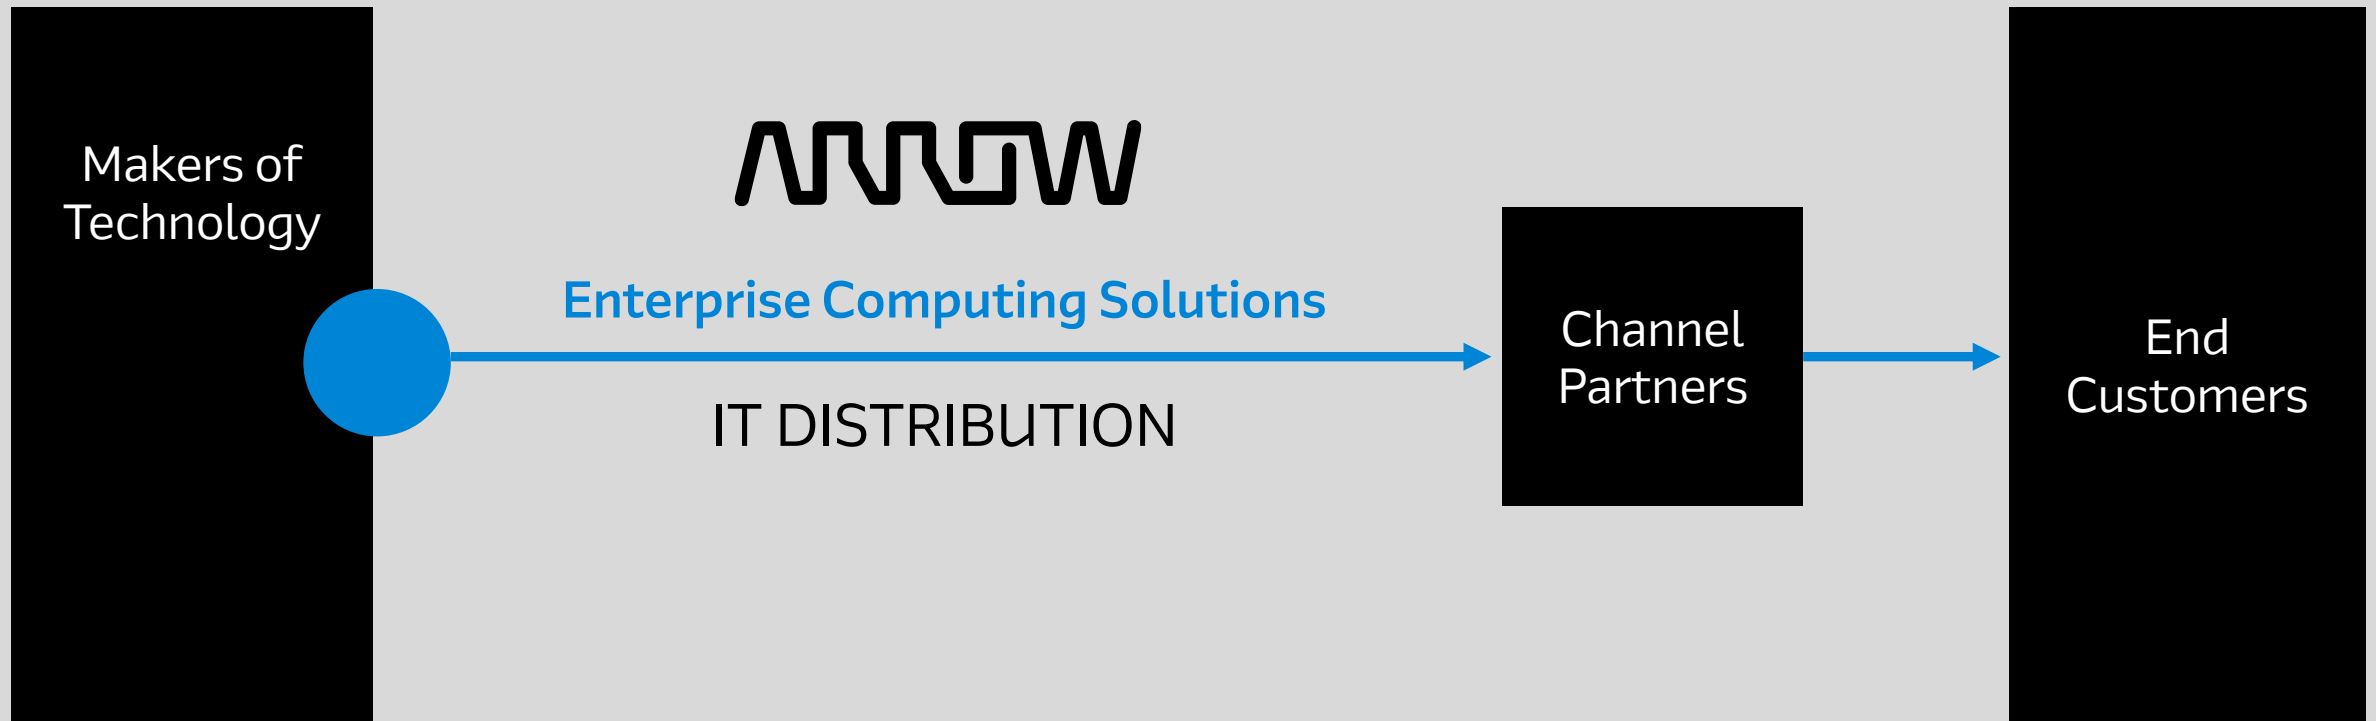 Makers of
Technology
ARROW
Enterprise Computing Solutions
IT DISTRIBUTION
Channel
Partners
End
Customers